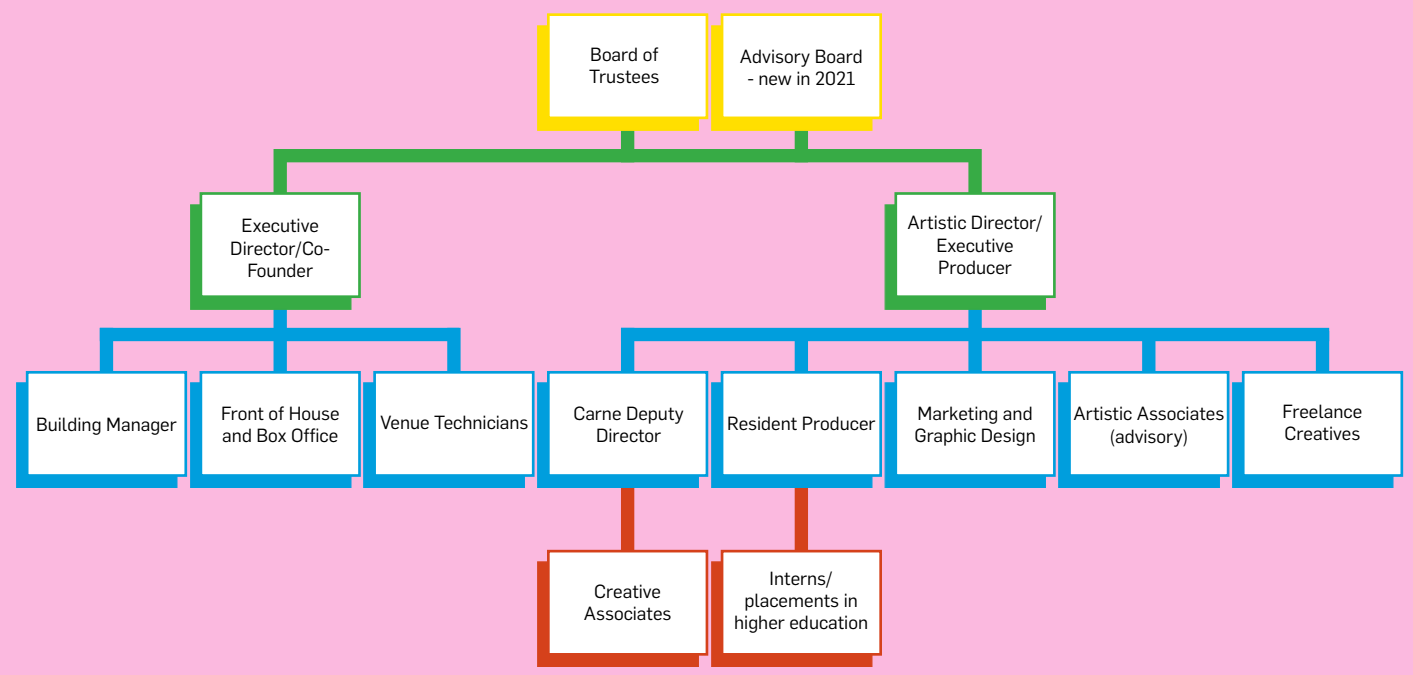 Board of
Trustees
Advisory Board
- new in 2021
Executive
Director/Co-
Founder
Artistic Director/
Executive
Producer
Building Manager
Front of House
and Box Office
Venue Technicians
Carne Deputy
Director
Resident Producer
Marketing and
Graphic Design
Artistic Associates
(advisory)
Freelance
Creatives
Creative
Associates
Interns/
placements in
higher education